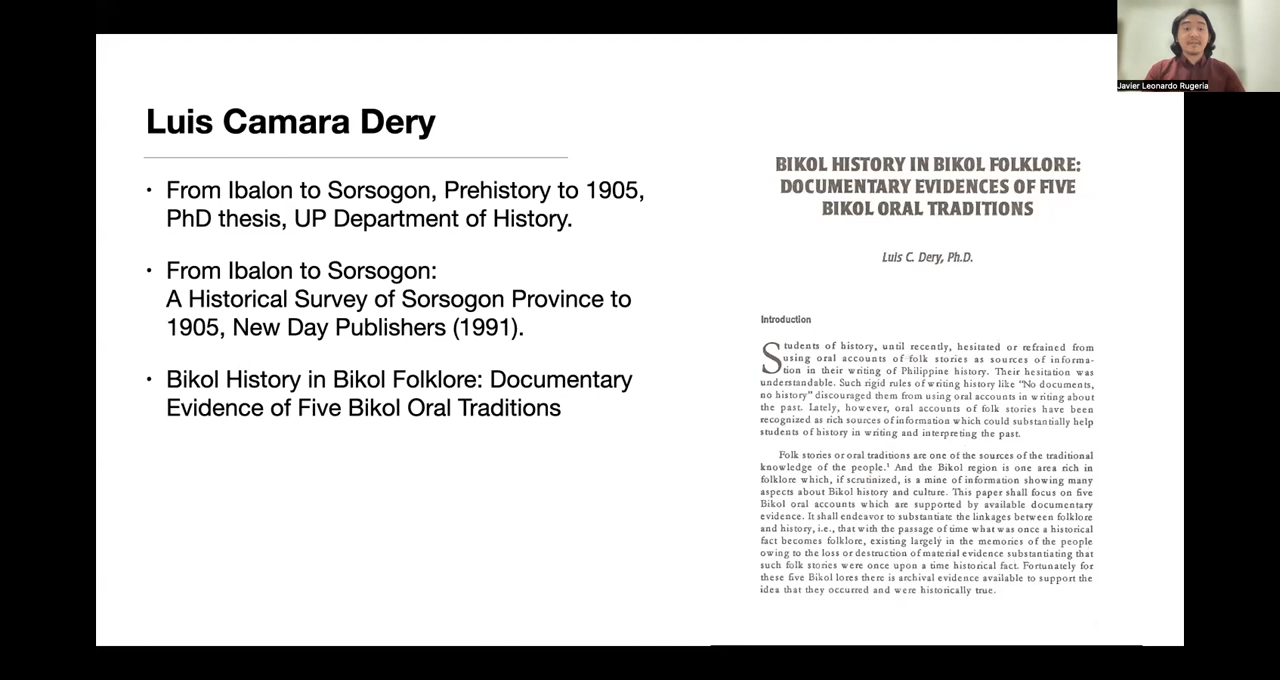 Luis Camara Dery
• From Ibalon to Sorsogon, Prehistory to 1905,
PhD thesis, UP Department of History.
• From Ibalon to Sorsogon:
A Historical Survey of Sorsogon Province to
1905, New Day Publishers (1991).
• Bikol History in Bikol Folklore: Documentary
Evidence of Five Bikol Oral Traditions
BIKOL HISTORY IN BIKOL FOLKLORE:
DOCUMENTARY EVIDENCES OF FIVE
BIKOL ORAL TRADITIONS
Luis C. Dery, Ph.D.
Introduction
Students of history, until recently, hesitated or refrained from
using oral accounts of folk stories as sources of informa-
tion in their writing of Philippine history. Their hesitation was
understandable. Such rigid rules of writing history like “No documents,
no history” discouraged them from using oral accounts in writing about
the past. Lately, however, oral accounts of folk stories have been
recognized as rich sources of information which could substantially help
students of history in writing and interpreting the past.
Folk stories or oral traditions are one of the sources of the traditional
knowledge of the people.¹ And the Bikol region is one area rich in
folklore which, if scrutinized, is a mine of information showing many
aspects about Bikol history and culture. This paper shall focus on five
Bikol oral accounts which are supported by available documentary
evidence. It shall endeavor to substantiate the linkages between folklore
and history, i.e., that with the passage of time what was once a historical
fact becomes folklore, existing largely in the memories of the people
owing to the loss or destruction of material evidence substantiating that
such folk stories were once upon a time historical fact. Fortunately for
these five Bikol lores there is archival evidence available to support the
idea that they occurred and were historically true.
Javier Leonardo Rugeria